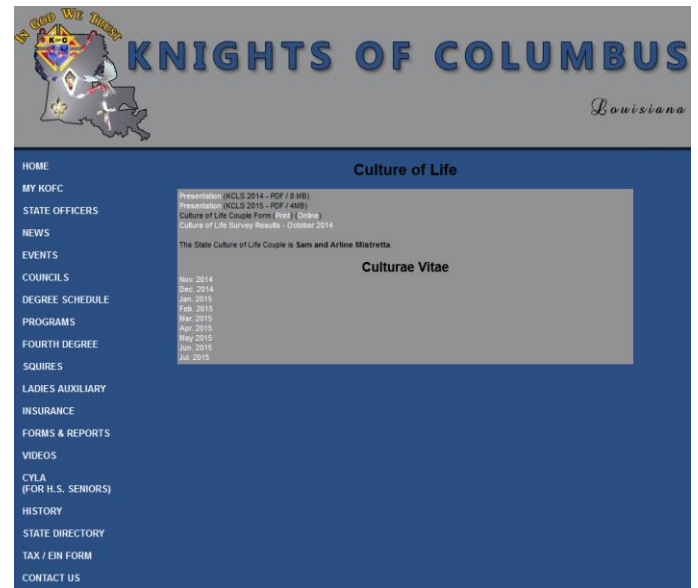 IN GOD WE TRUST
K of C
KNIGHTS OF COLUMBUS
Louisiana
HOME
MY KOFC
STATE OFFICERS
NEWS
EVENTS
COUNCILS
DEGREE SCHEDULE
PROGRAMS
FOURTH DEGREE
SQUIRES
LADIES AUXILIARY
INSURANCE
FORMS & REPORTS
VIDEOS
CYLA
(FOR H.S. SENIORS)
HISTORY
STATE DIRECTORY
TAX / EIN FORM
CONTACT US
Culture of Life
Presentation (KCLS 2014 - PDF / 8 MB)
Presentation (KCLS 2015 - PDF / 4MB)
Culture of Life Couple Form (Print) (Online)
Culture of Life Survey Results - October 2014
The State Culture of Life Couple is Sam and Arline Mistretta.
Culturae Vitae
Nov. 2014
Dec. 2014
Jan. 2015
Feb. 2015
Mar. 2015
Apr. 2015
May 2015
Jun. 2015
Jul. 2015